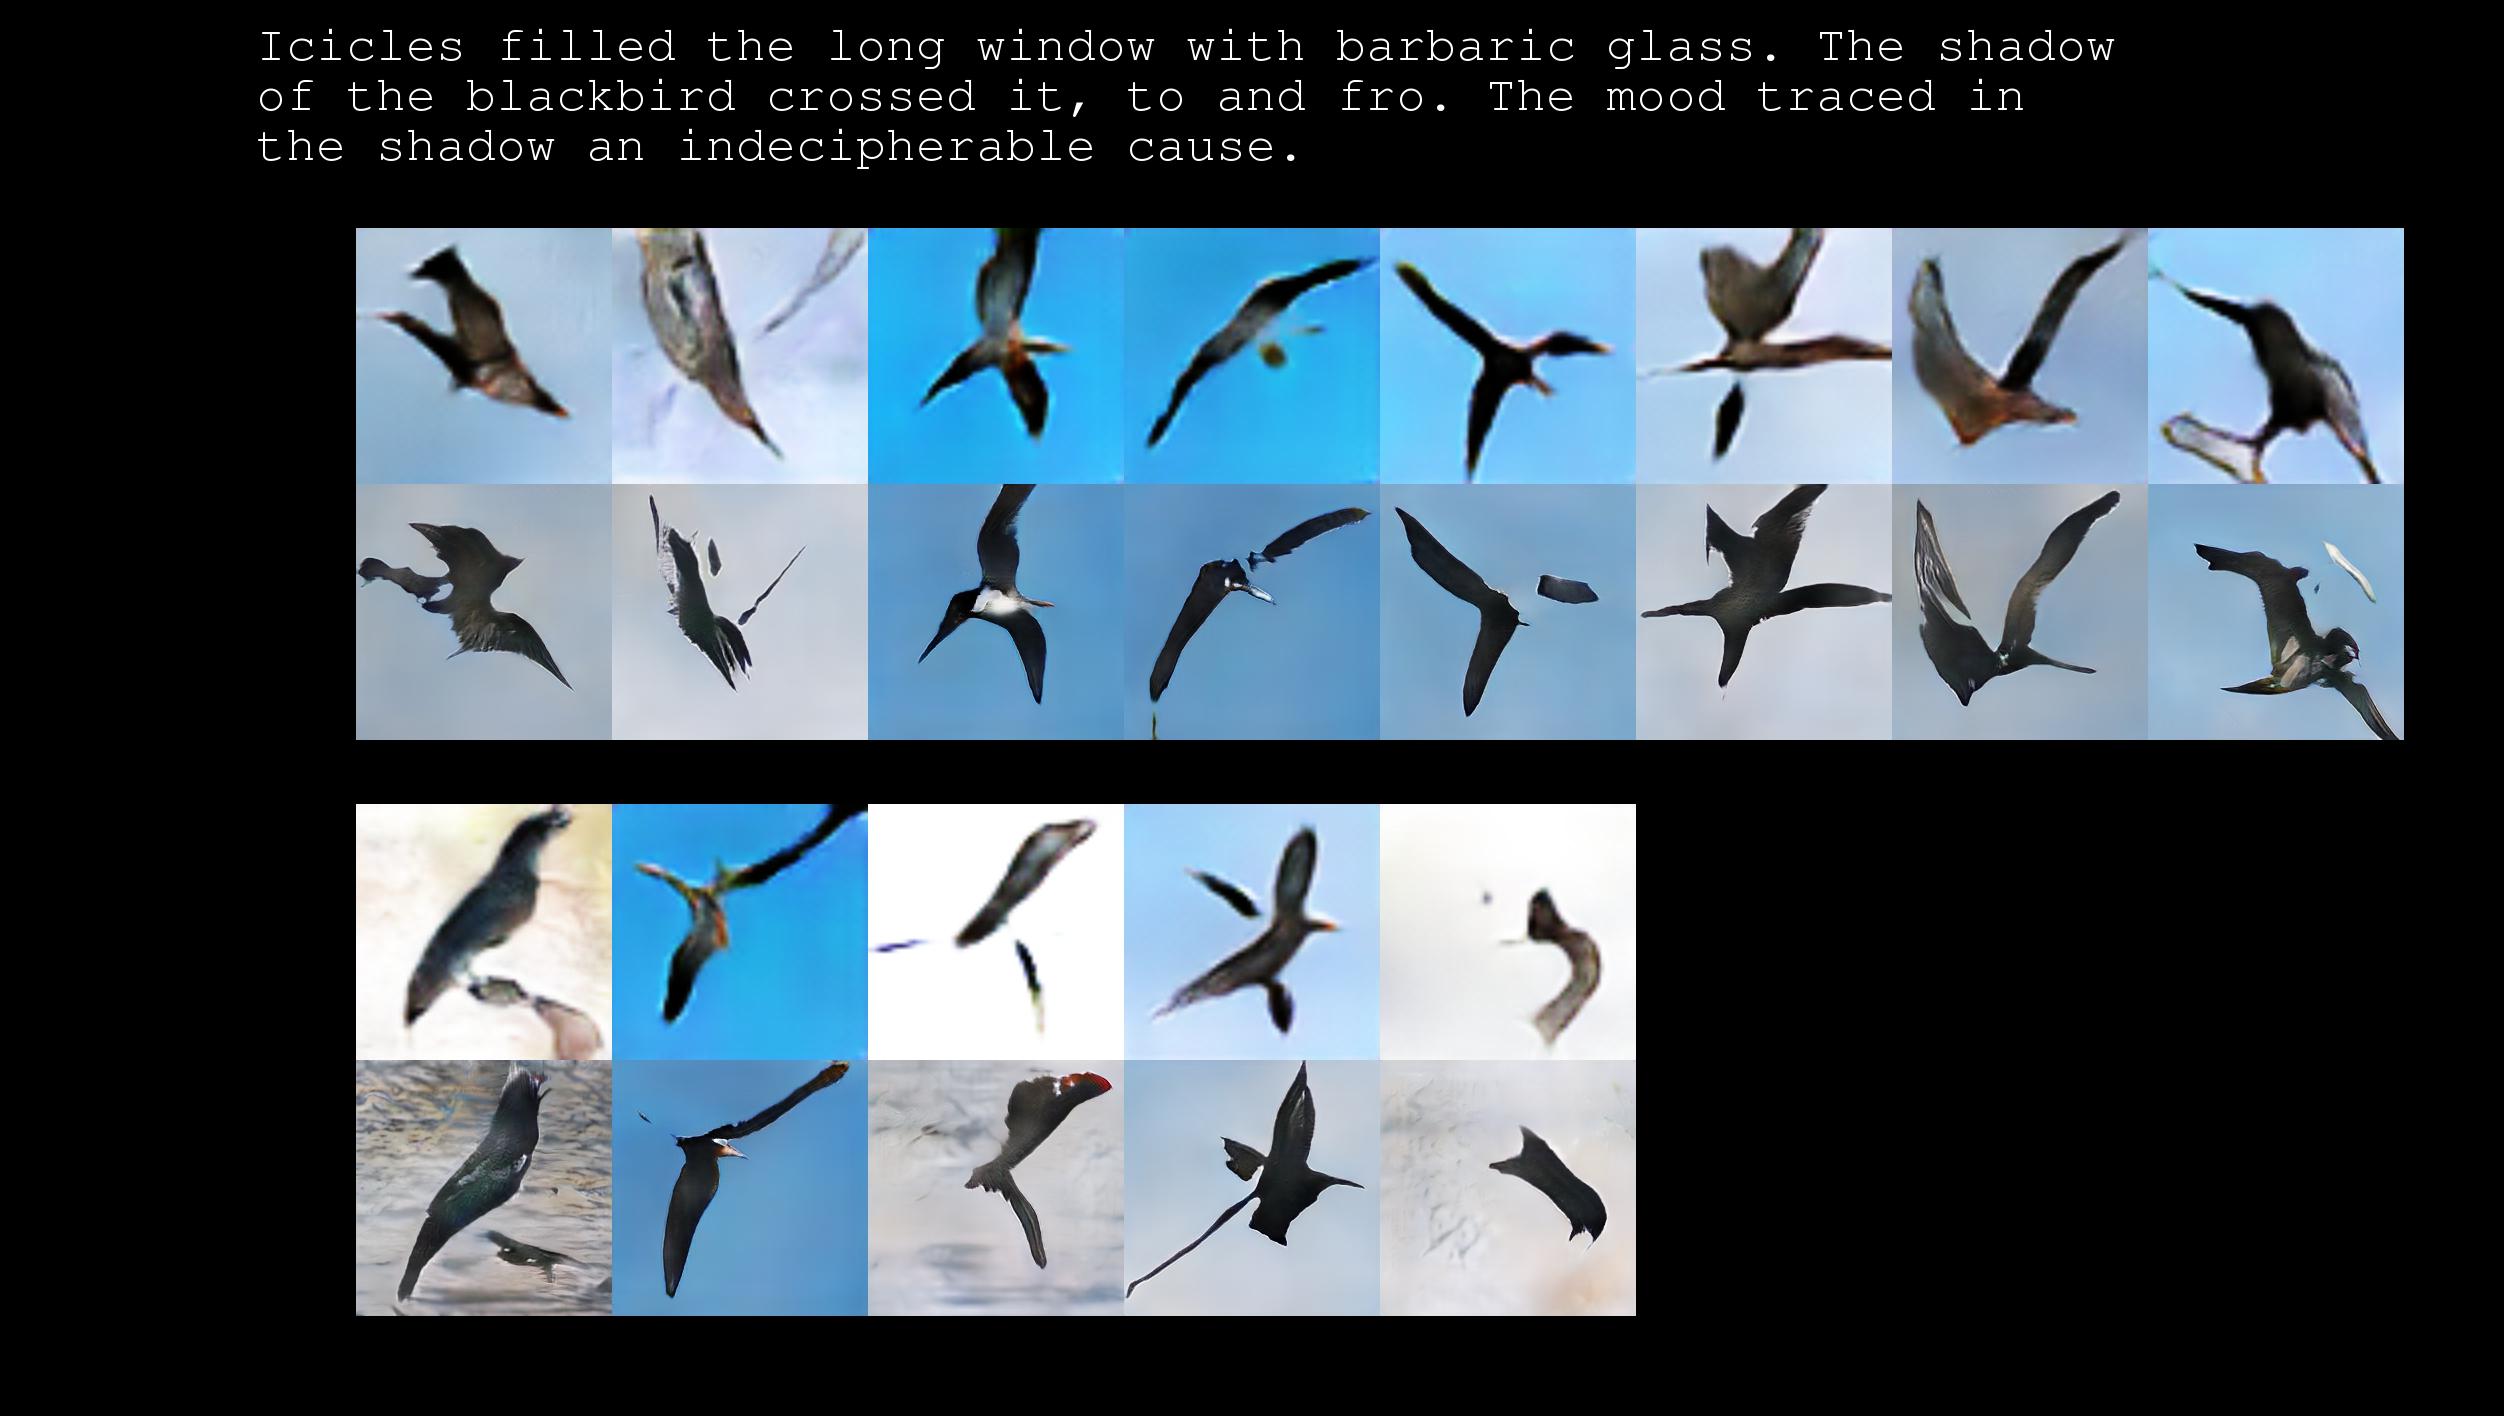 Icicles filled the long window with barbaric glass. The shadow
of the blackbird crossed it, to and fro. The mood traced in
the shadow an indecipherable cause.